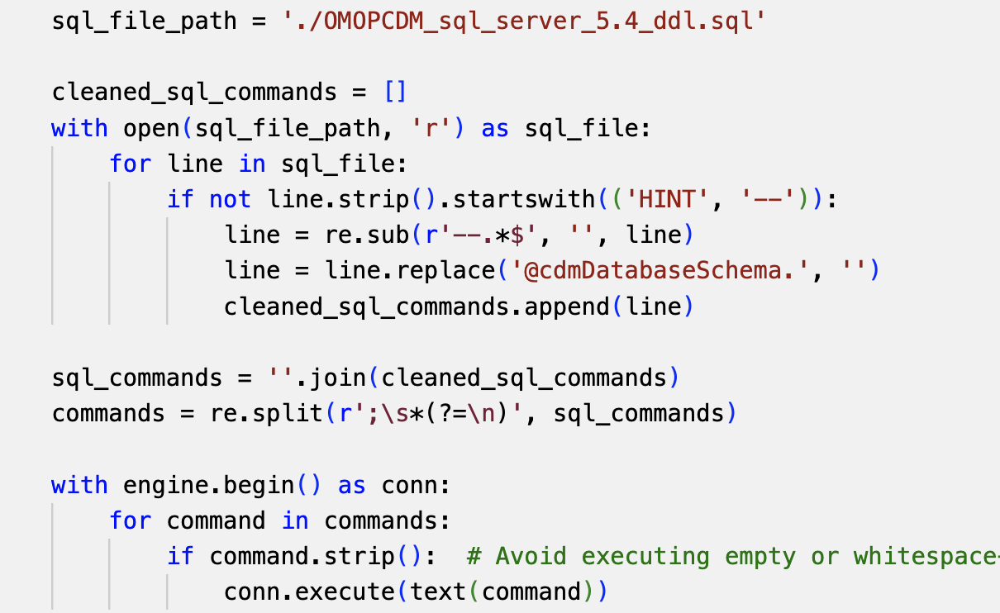 sql_file_path = './OMOPCDM_sql_server_5.4_ddl.sql'

cleaned_sql_commands = []
with open(sql_file_path, 'r') as sql_file:
    for line in sql_file:
        if not line.strip().startswith(('HINT', '--')):
            line = re.sub(r'--.*$', '', line)
            line = line.replace('@cdmDatabaseSchema.', '')
            cleaned_sql_commands.append(line)

sql_commands = ''.join(cleaned_sql_commands)
commands = re.split(r';\s*(?=\n)', sql_commands)

with engine.begin() as conn:
    for command in commands:
        if command.strip():  # Avoid executing empty or whitespace-
            conn.execute(text(command))